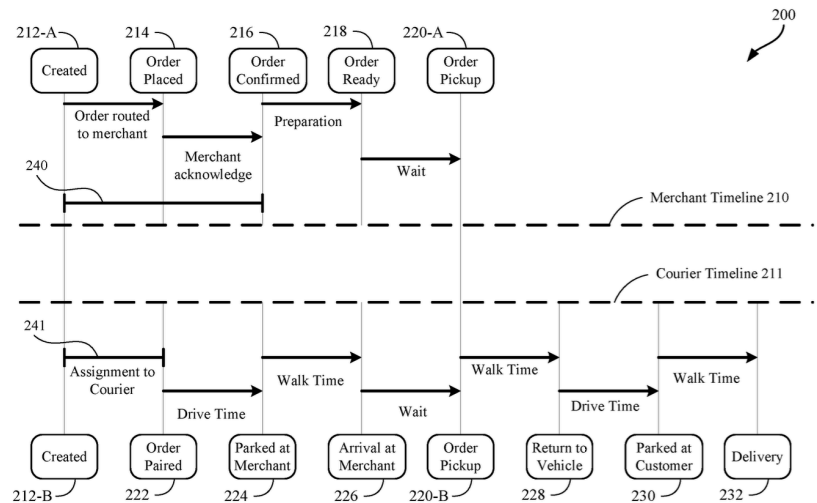 200
212-A
214
216
218
220-A
Created
Order
Placed
Order
Confirmed
Order
Ready
Order
Pickup
Order routed
to merchant
Preparation
Merchant
acknowledge
Wait
240
Merchant Timeline 210
Courier Timeline 211
241
Assignment to
Courier
Drive Time
Walk Time
Wait
Walk Time
Drive Time
Walk Time
Created
Order
Paired
Parked at
Merchant
Arrival at
Merchant
Order
Pickup
Return to
Vehicle
Parked at
Customer
Delivery
212-B
222
224
226
220-B
228
230
232